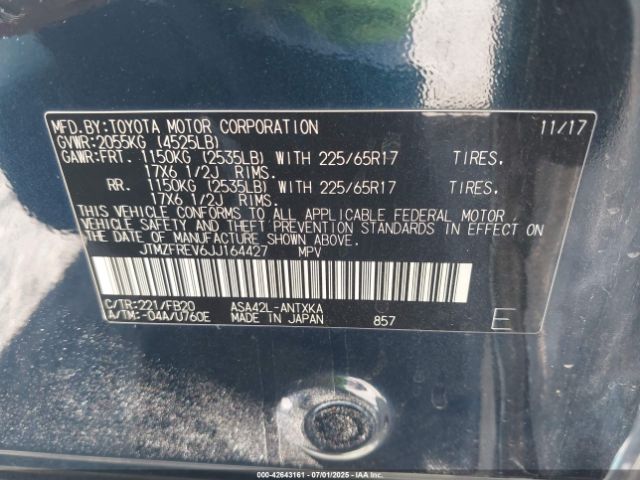 MFD.BY:TOYOTA MOTOR CORPORATION 11/17
GVWR:2055KG (4525LB)
GAWR:FRT. 1150KG (2535LB) WITH 225/65R17 TIRES.
17X6 1/2J RIMS.
RR. 1150KG (2535LB) WITH 225/65R17 TIRES.
17X6 1/2J RIMS.
THIS VEHICLE CONFORMS TO ALL APPLICABLE FEDERAL MOTOR
VEHICLE SAFETY AND THEFT PREVENTION STANDARDS IN EFFECT
ON THE DATE OF MANUFACTURE SHOWN ABOVE.
JTMZFREV6JJ164427 MPV
C/TR:221/FB20 ASA42L-ANTXKA
A/TM:-04A/U760E MADE IN JAPAN 857 E
000-42643161 - 07/01/2025 - IAAI.COM